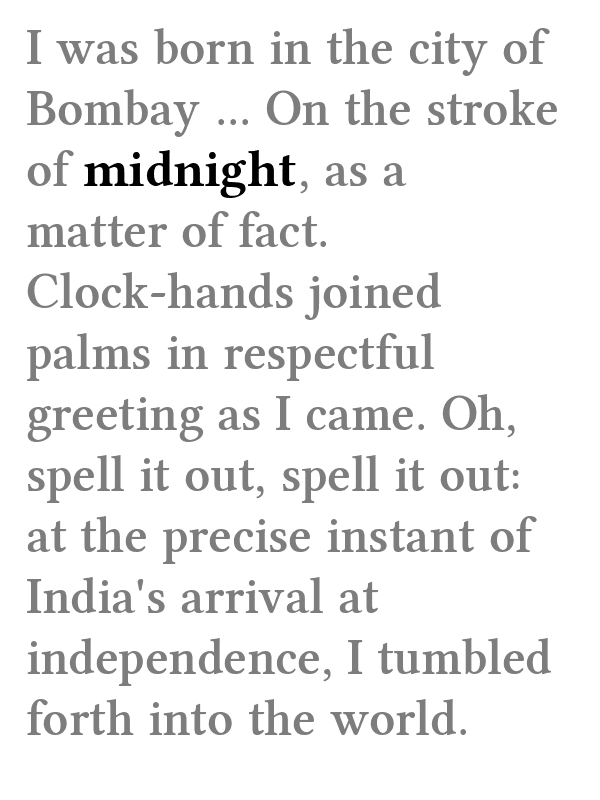 I was born in the city of
Bombay ... On the stroke
of midnight, as a
matter of fact.
Clock-hands joined
palms in respectful
greeting as I came. Oh,
spell it out, spell it out:
at the precise instant of
India's arrival at
independence, I tumbled
forth into the world.